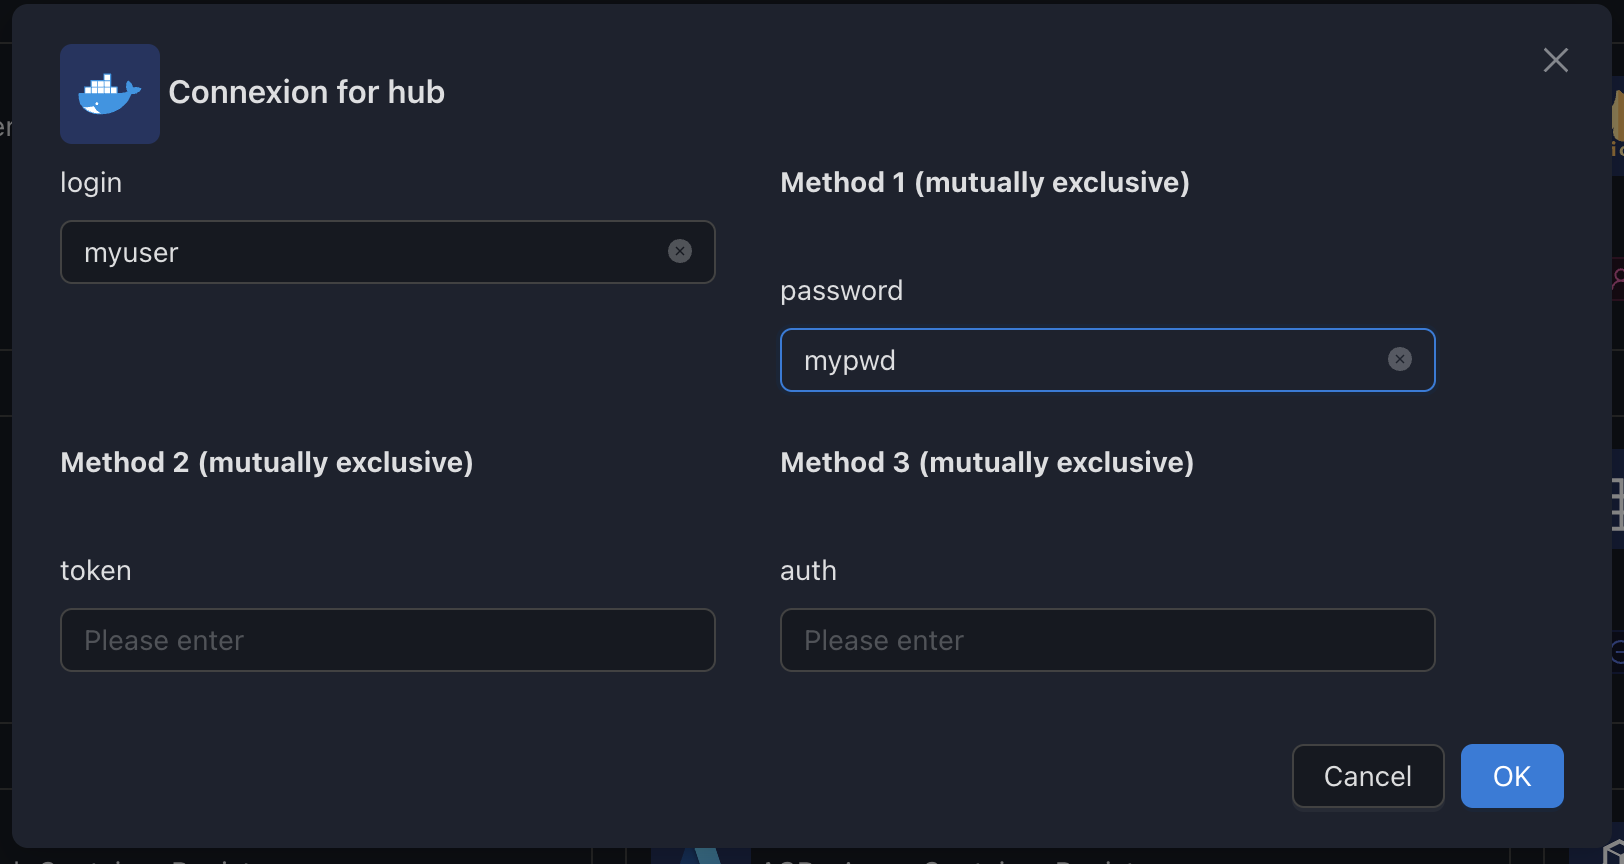 Connexion for hub
login
myuser
Method 1 (mutually exclusive)
password
mypwd
Method 2 (mutually exclusive)
token
Please enter
Method 3 (mutually exclusive)
auth
Please enter
Cancel
OK